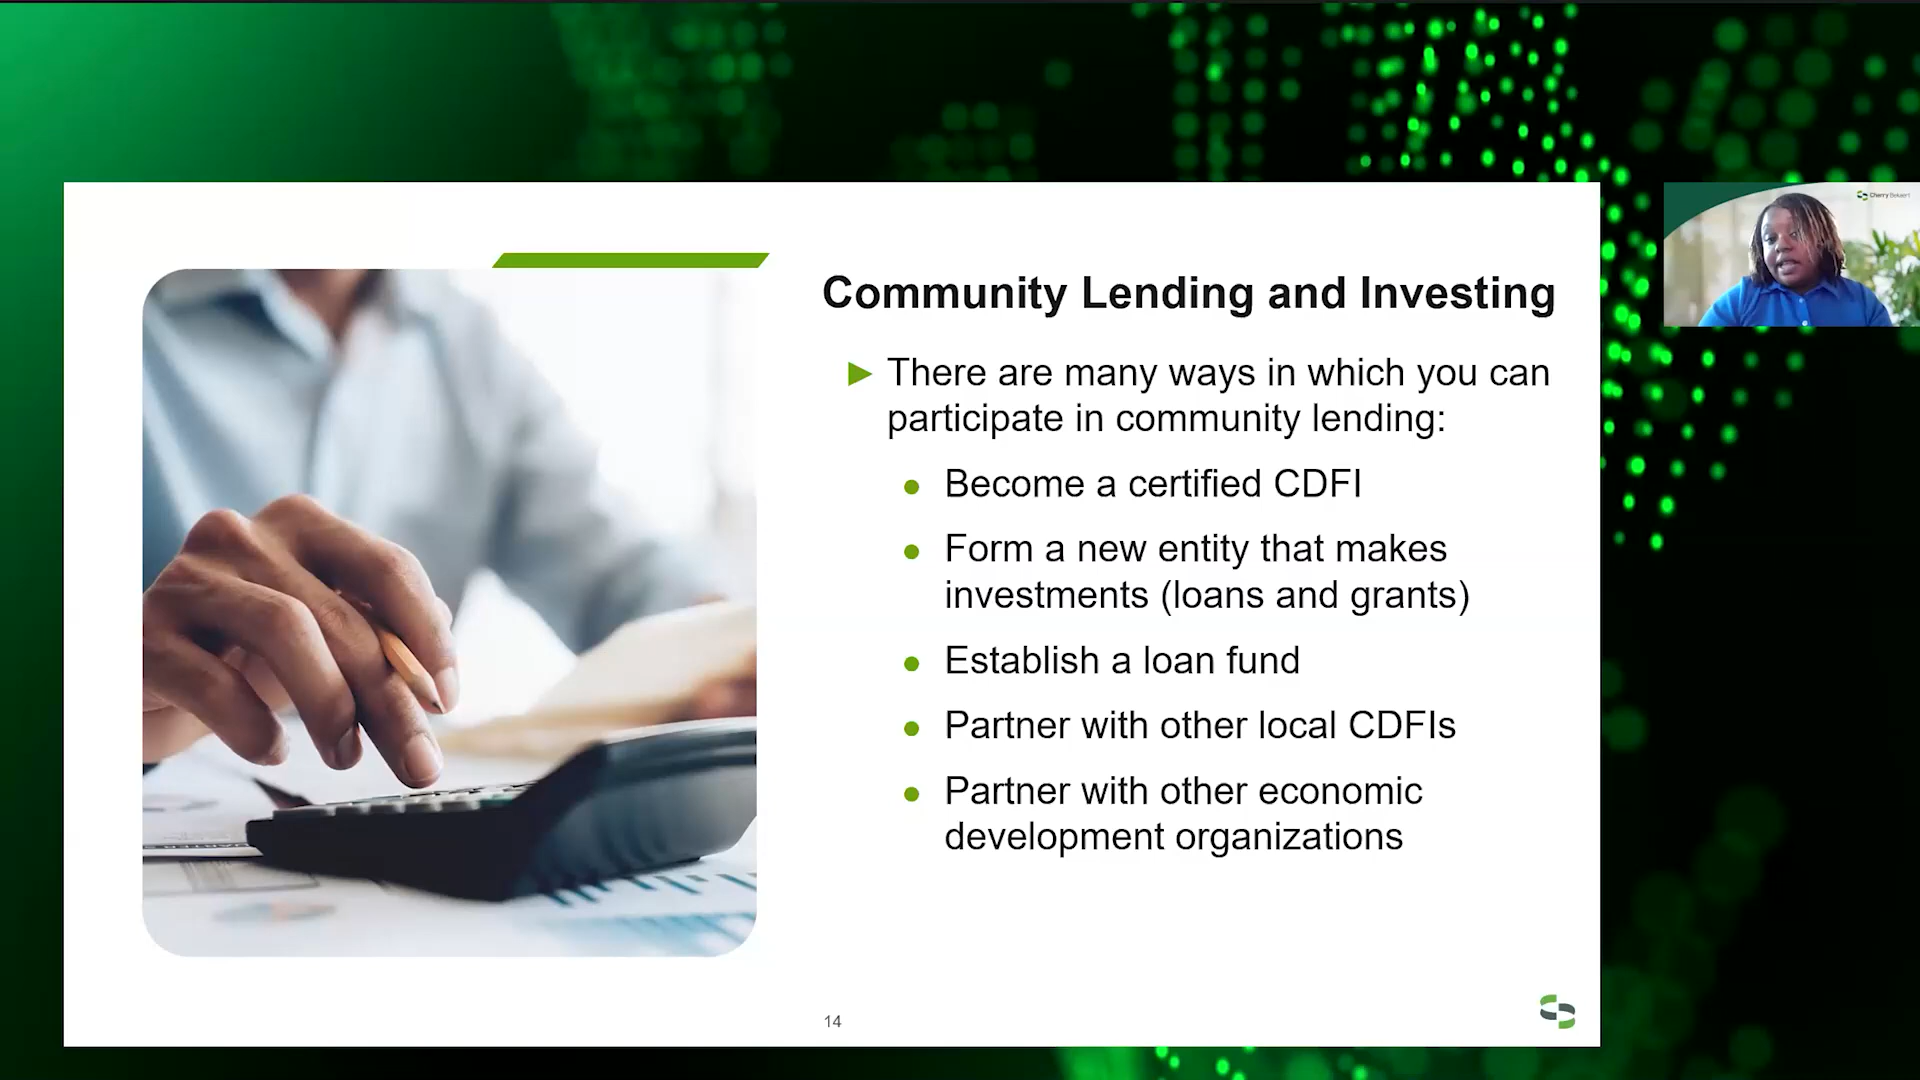 Cherry Bekaert
Community Lending and Investing
There are many ways in which you can
participate in community lending:
Become a certified CDFI
Form a new entity that makes
investments (loans and grants)
Establish a loan fund
Partner with other local CDFIs
Partner with other economic
development organizations
14